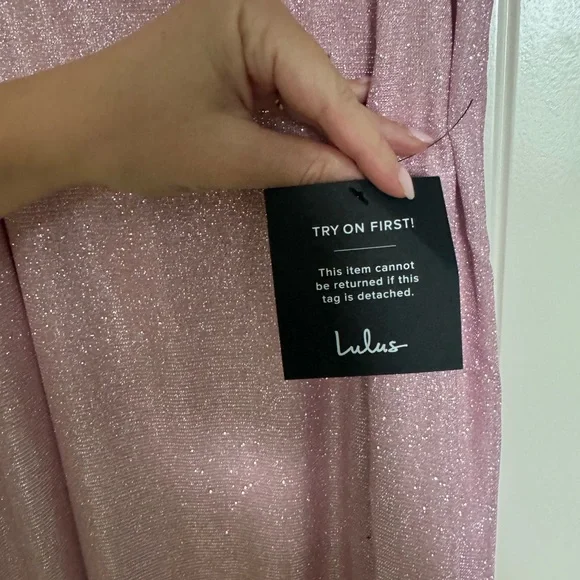 TRY ON FIRST!
This item cannot
be returned if this
tag is detached.
Lulus